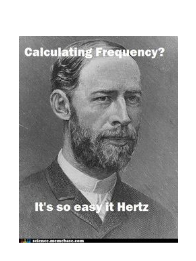 Calculating Frequency?
It's so easy it Hertz
science.memebase.com